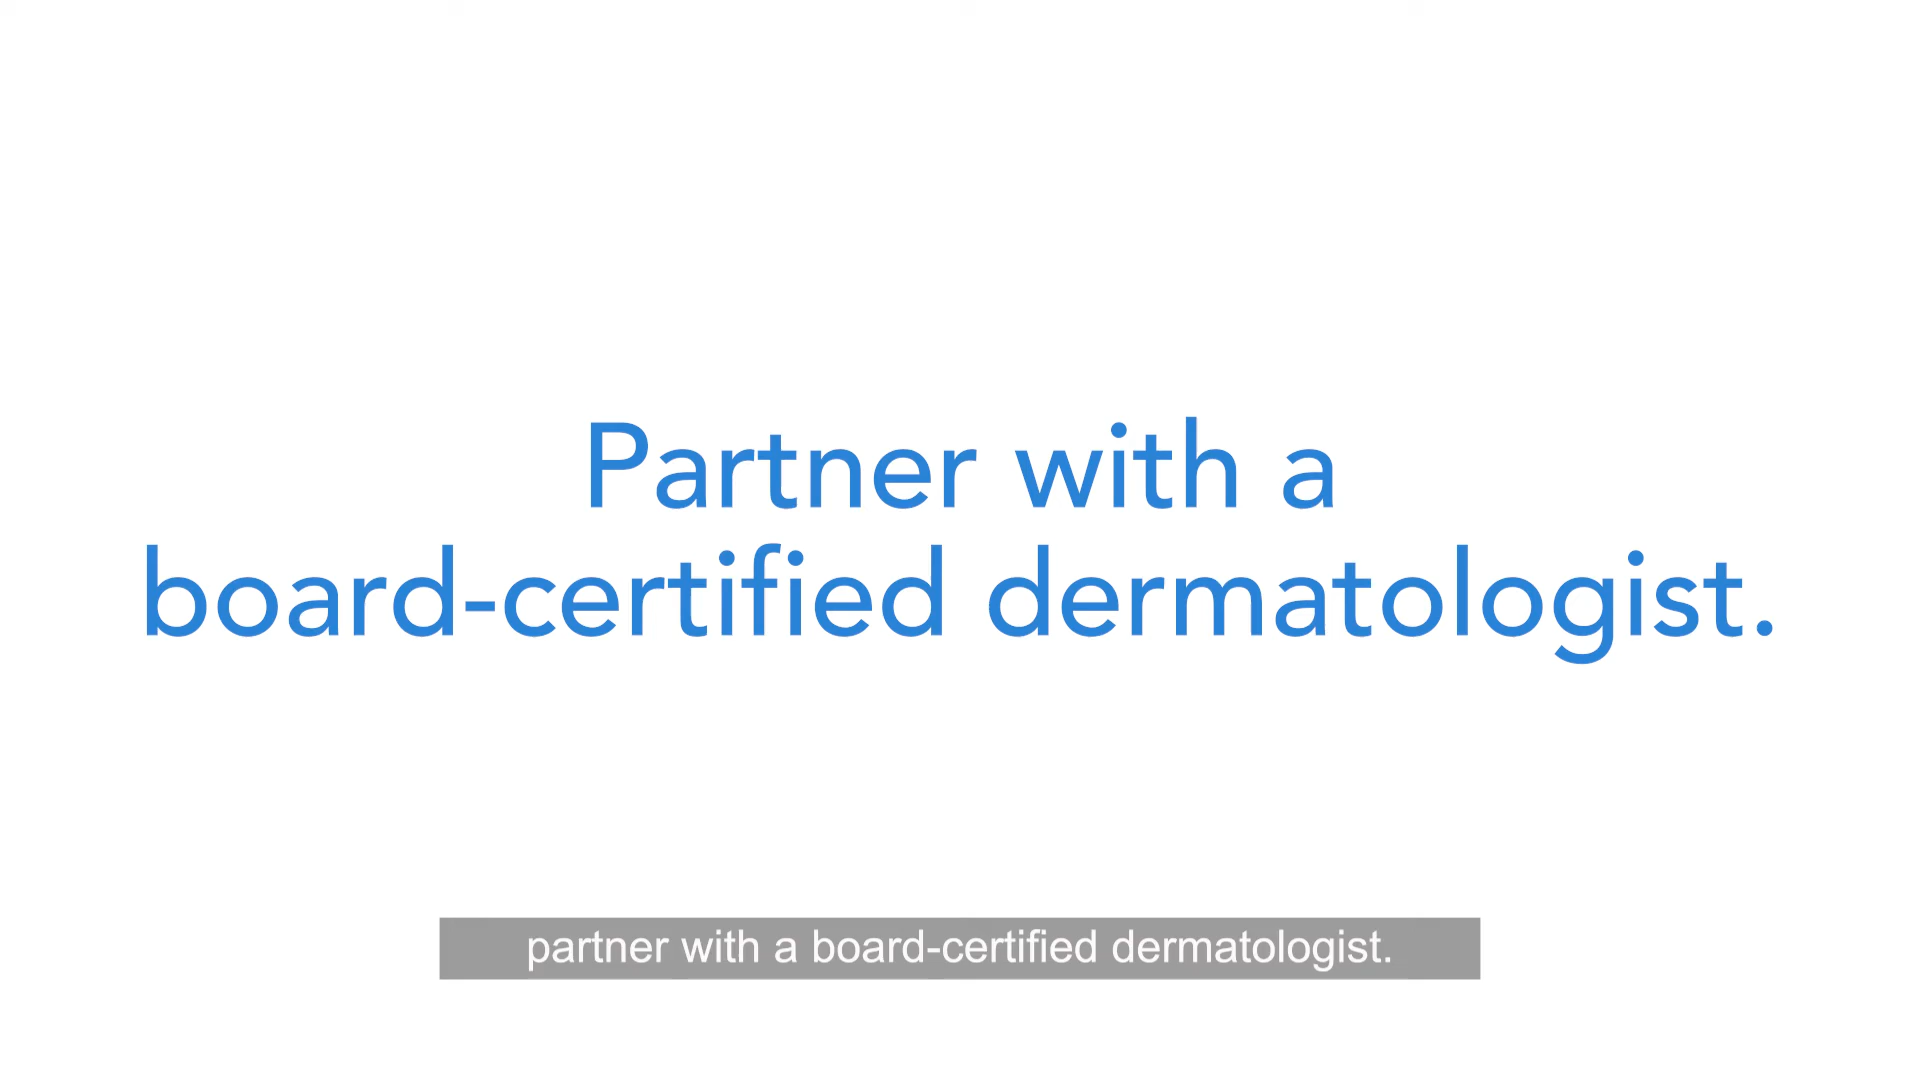 Partner with a
board-certified dermatologist.
partner with a board-certified dermatologist.